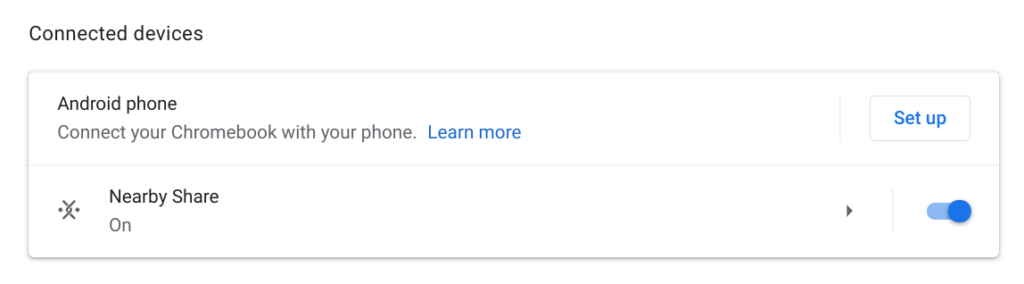 Connected devices
Android phone
Connect your Chromebook with your phone. Learn more
Set up
Nearby Share
On